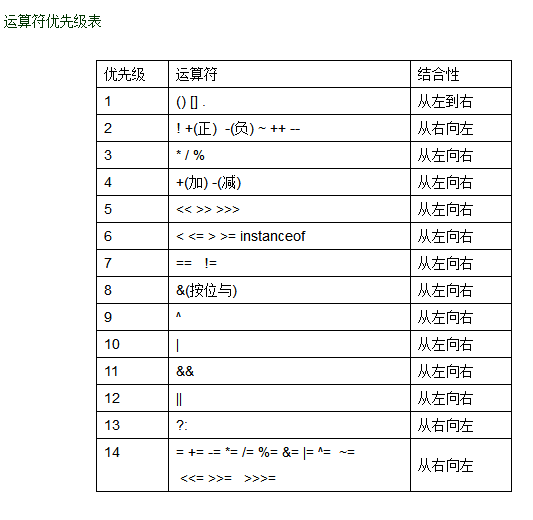 运算符优先级表
优先级 运算符 结合性
1 () [] . 从左到右
2 ! +(正) -(负) ~ ++ -- 从右向左
3 * / % 从左向右
4 +(加) -(减) 从左向右
5 << >> >>> 从左向右
6 < <= > >= instanceof 从左向右
7 == != 从左向右
8 &(按位与) 从左向右
9 ^ 从左向右
10 | 从左向右
11 && 从左向右
12 || 从左向右
13 ?: 从右向左
14 = += -= *= /= %= &= |= ^= ~= 从右向左
<<= >>= >>>=